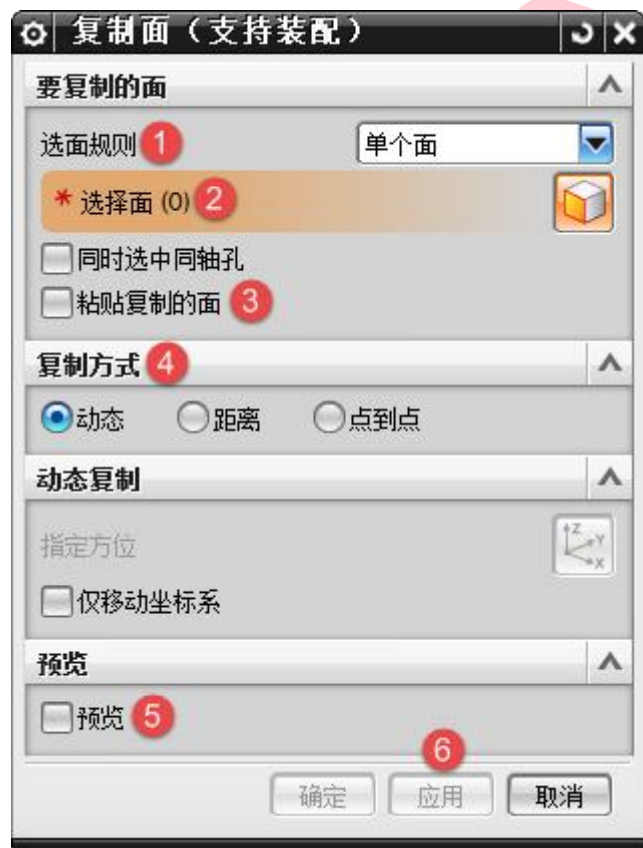 复制面（支持装配）
要复制的面
选面规则 1 单个面
* 选择面 (0) 2
同时选中同轴孔
粘贴复制的面 3
复制方式 4
动态 距离 点到点
动态复制
指定方位 Z Y X
仅移动坐标系
预览
预览 5
6
确定 应用 取消